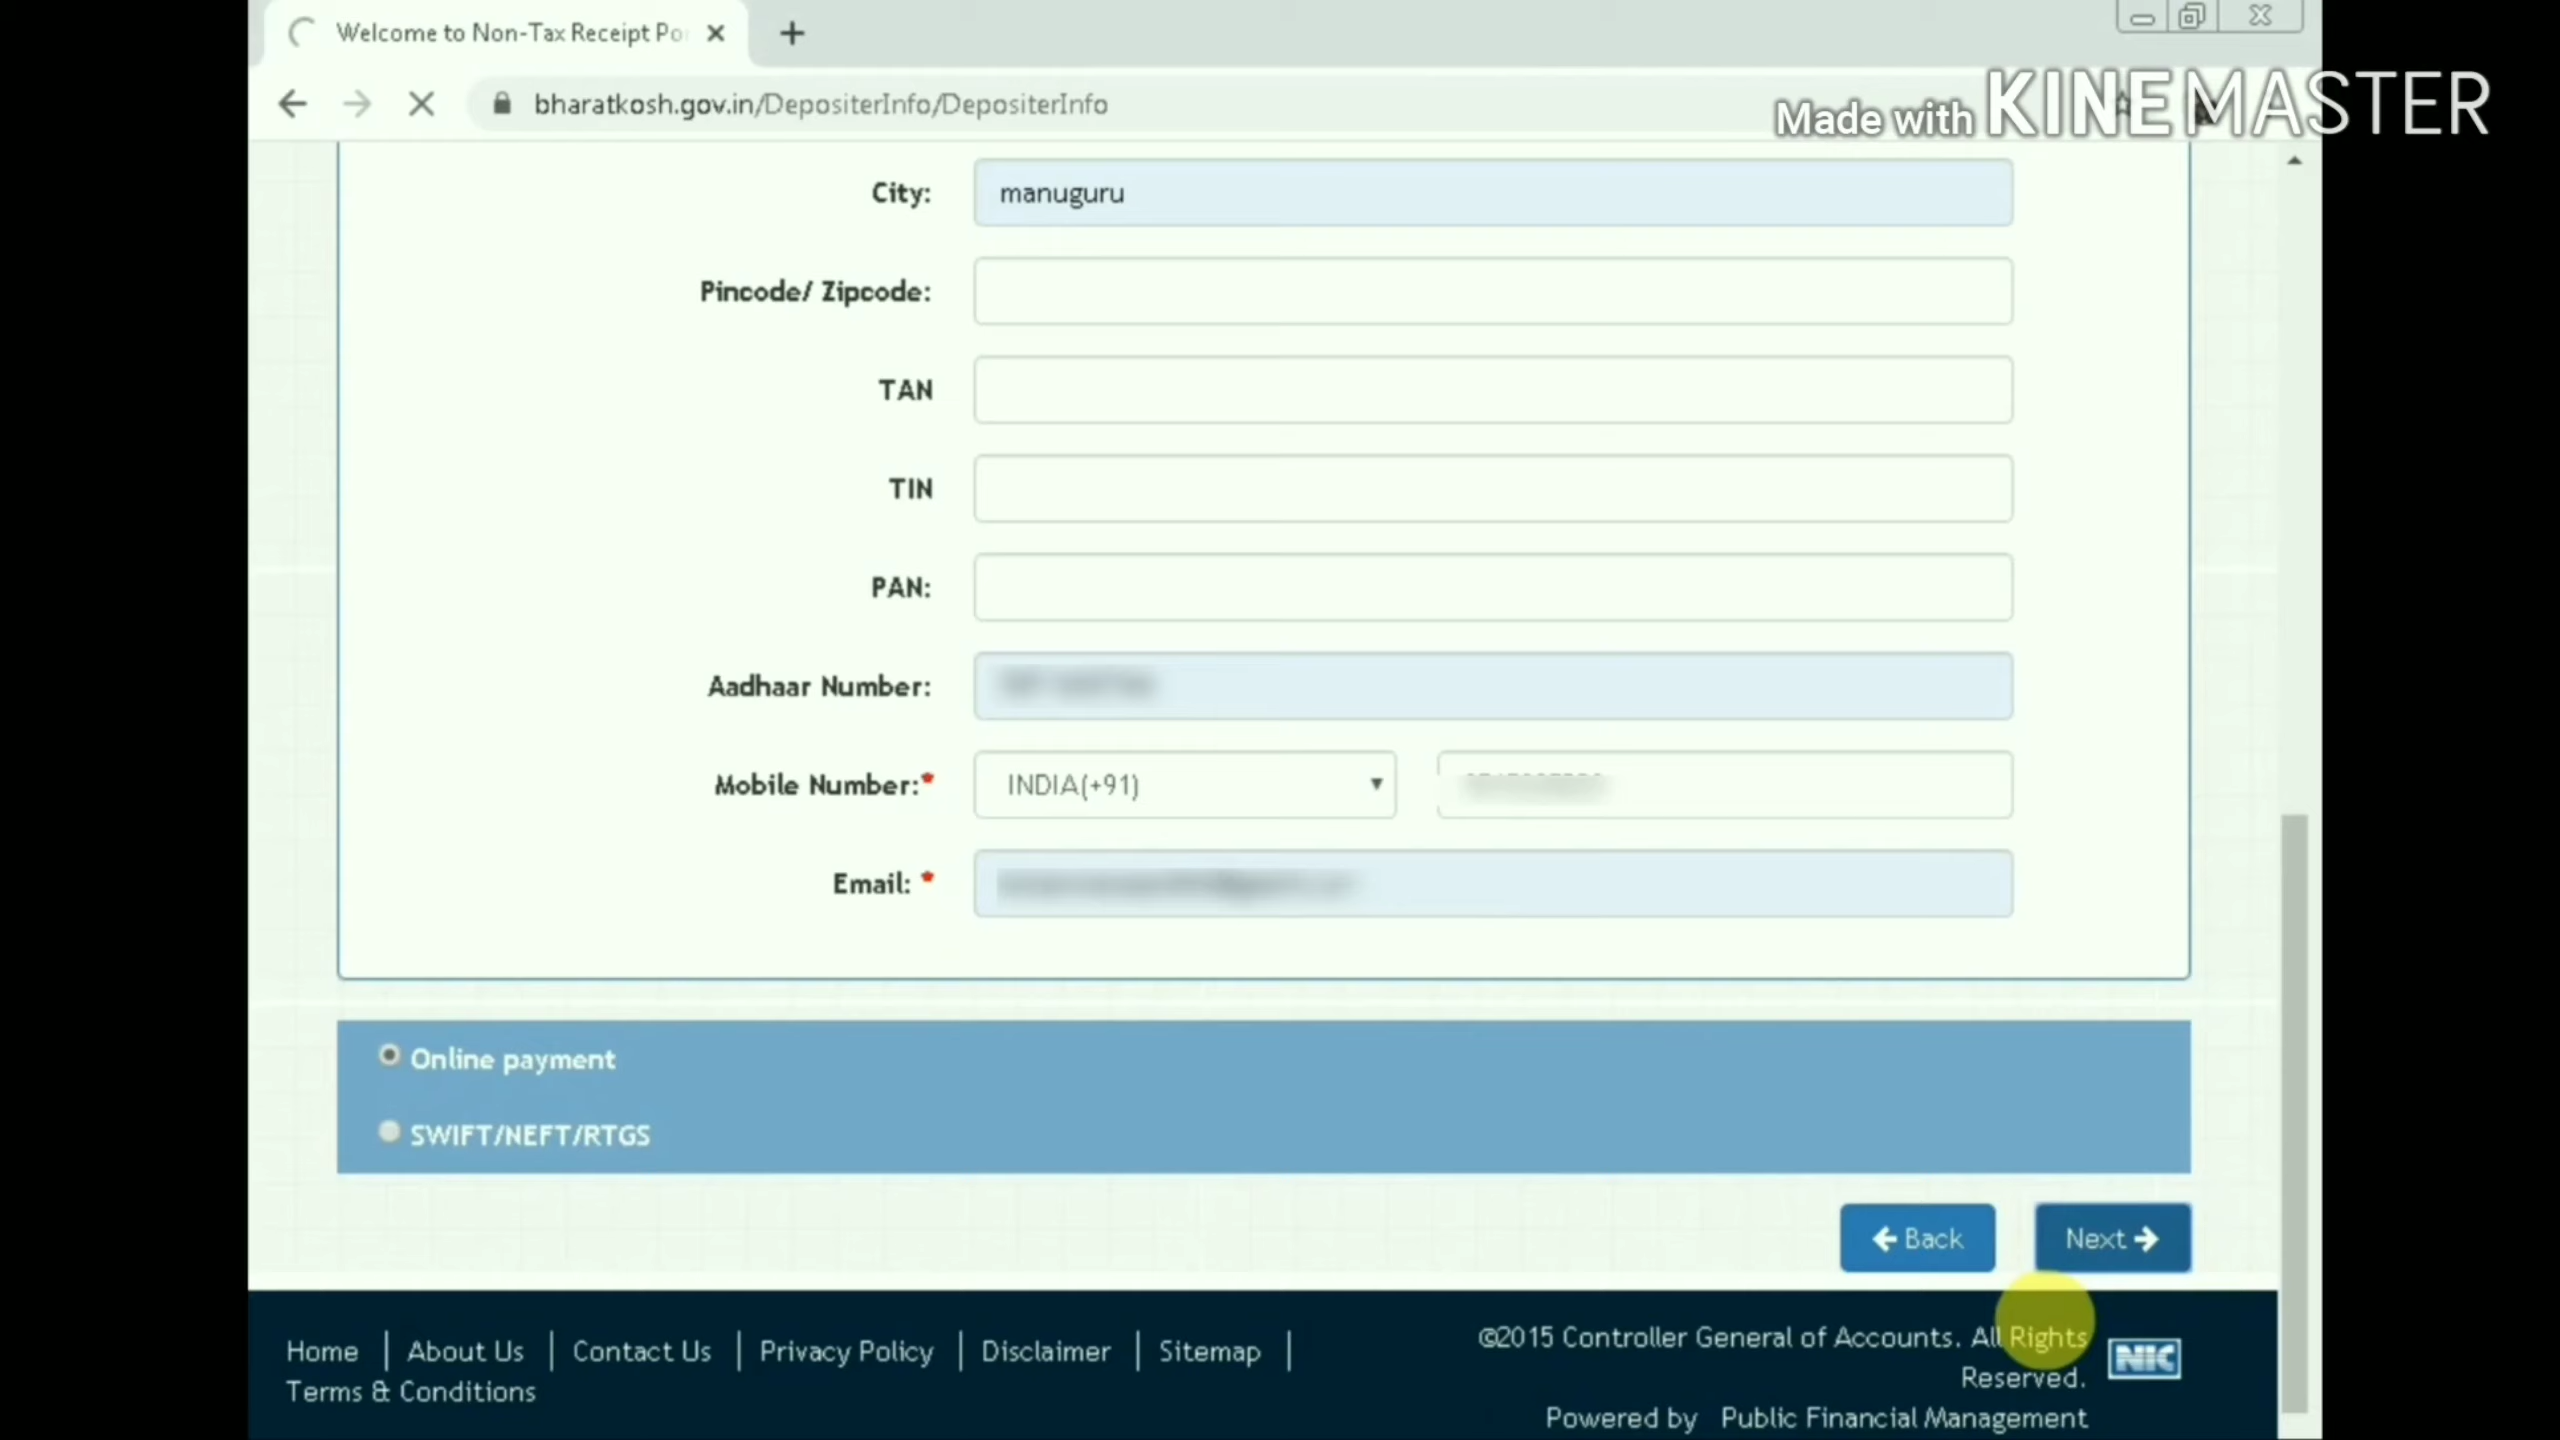 Welcome to Non-Tax Receipt Po
bharatkosh.gov.in/DepositerInfo/DepositerInfo
Made with KINEMASTER
City: manuguru
Pincode/ Zipcode:
TAN
TIN
PAN:
Aadhaar Number:
Mobile Number:* INDIA(+91)
Email: *
Online payment
SWIFT/NEFT/RTGS
Back Next
Home | About Us | Contact Us | Privacy Policy | Disclaimer | Sitemap |
Terms & Conditions
©2015 Controller General of Accounts. All Rights
Reserved.
NIC
Powered by Public Financial Management